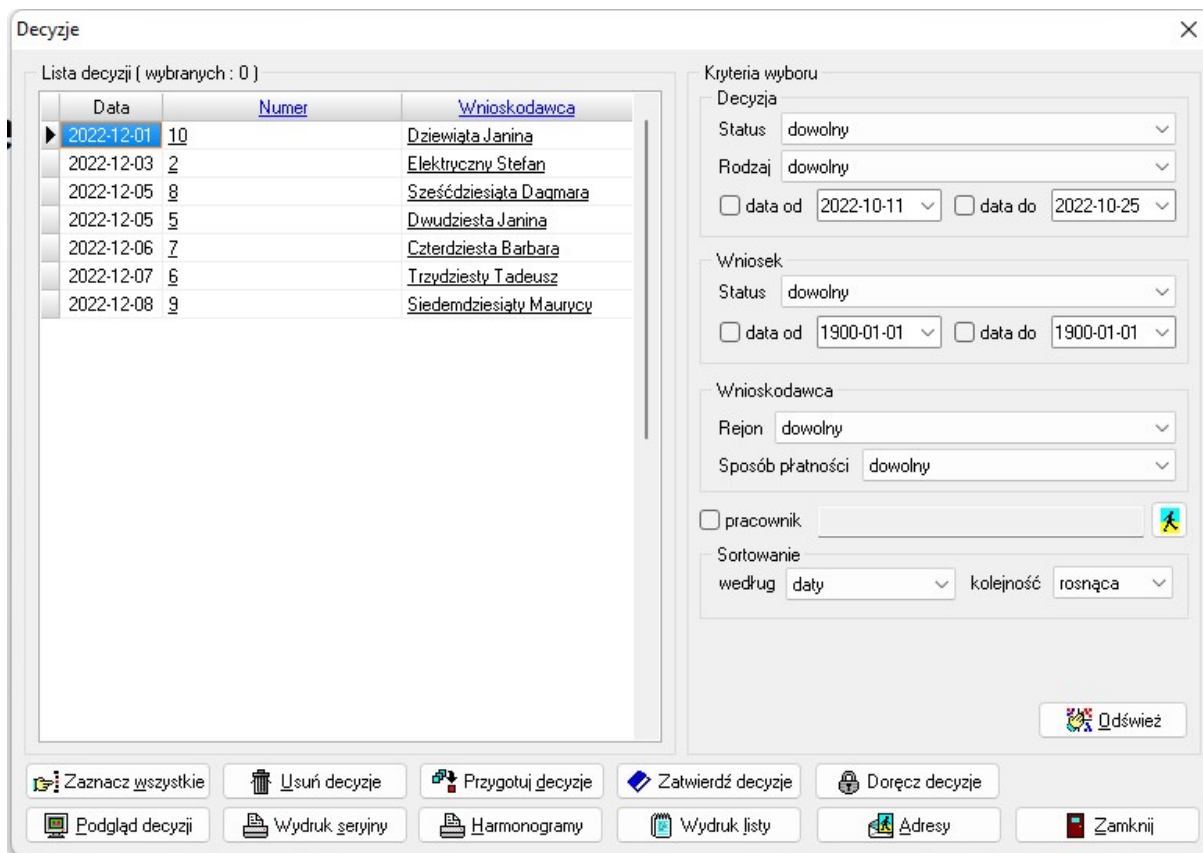 Decyzje
Lista decyzji ( wybranych : 0 )
Data Numer Wnioskodawca
2022-12-01 10 Dziewiąta Janina
2022-12-03 2 Elektryczny Stefan
2022-12-05 8 Sześćdziesiąta Dagmara
2022-12-05 5 Dwudziesta Janina
2022-12-06 7 Czterdziesta Barbara
2022-12-07 6 Trzydziesty Tadeusz
2022-12-08 9 Siedemdziesiąty Maurycy
Kryteria wyboru
Decyzja
Status dowolny
Rodzaj dowolny
data od 2022-10-11 data do 2022-10-25
Wniosek
Status dowolny
data od 1900-01-01 data do 1900-01-01
Wnioskodawca
Rejon dowolny
Sposób płatności dowolny
pracownik
Sortowanie
według daty kolejność rosnąca
Odśwież
Zaznacz wszystkie Usuń decyzje Przygotuj decyzje Zatwierdź decyzje Doręcz decyzje
Podgląd decyzji Wydruk seryjny Harmonogramy Wydruk listy Adresy Zamknij